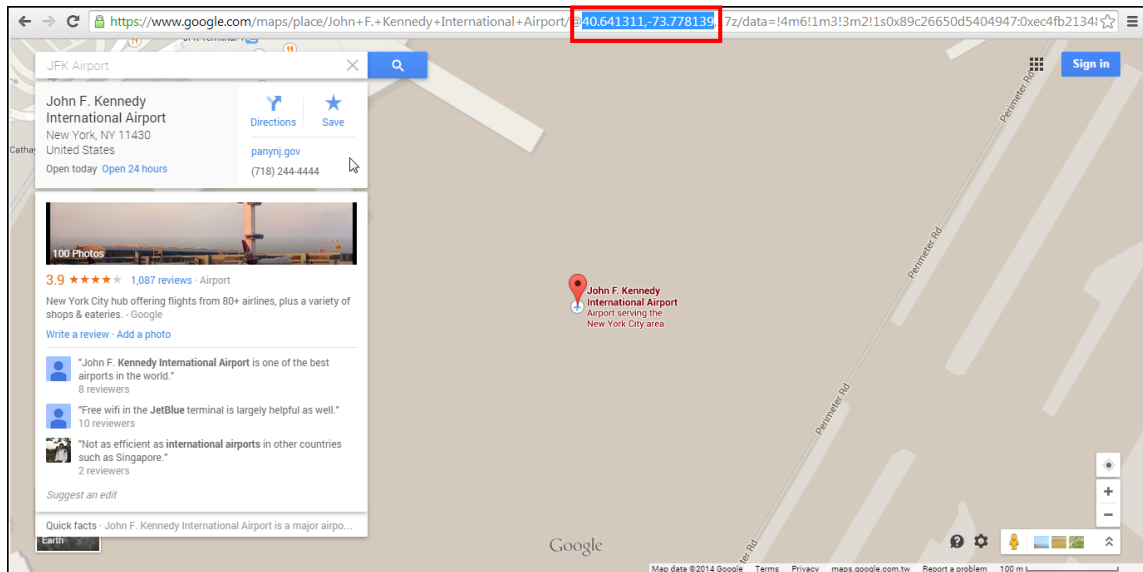 https://www.google.com/maps/place/John+F.+Kennedy+International+Airport/@40.641311,-73.778139,17z/data=!4m6!1m3!3m2!1s0x89c26650d5404947:0xec4fb21348
JFK Airport
Sign in
John F. Kennedy
International Airport
New York, NY 11430
United States
Open today Open 24 hours
Directions
Save
panynj.gov
(718) 244-4444
Cathay
100 Photos
3.9
1,087 reviews · Airport
New York City hub offering flights from 80+ airlines, plus a variety of
shops & eateries. - Google
Write a review · Add a photo
"John F. Kennedy International Airport is one of the best
airports in the world."
8 reviewers
"Free wifi in the JetBlue terminal is largely helpful as well."
10 reviewers
"Not as efficient as international airports in other countries
such as Singapore."
2 reviewers
Suggest an edit
Quick facts · John F. Kennedy International Airport is a major airpo...
Earth
John F. Kennedy
International Airport
Airport serving the
New York City area
Perimeter Rd
Perimeter Rd
Perimeter Rd
Rd
Google
Map data ©2014 Google Terms Privacy maps.google.com.tw Report a problem 100 m